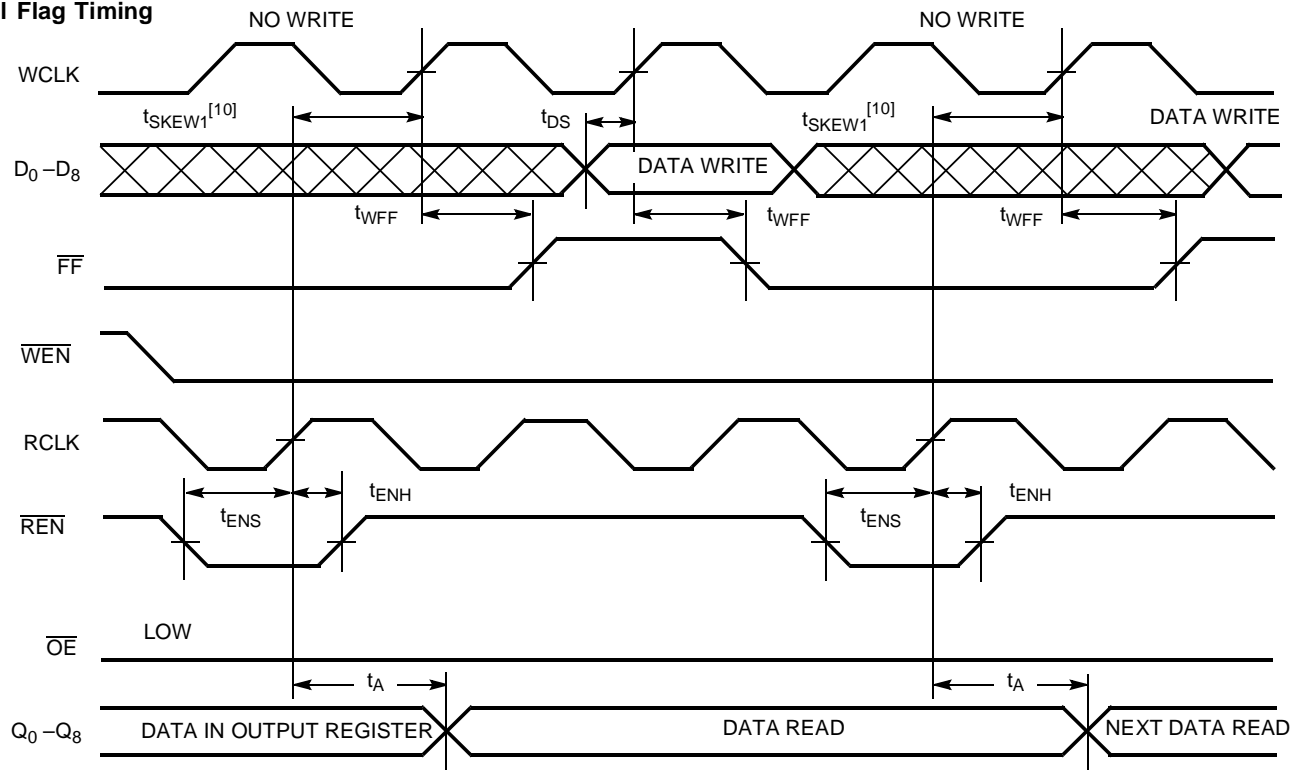 l Flag Timing
NO WRITE
NO WRITE
WCLK
tSKEW1[10]
tDS
tSKEW1[10]
DATA WRITE
D0 –D8
DATA WRITE
tWFF
tWFF
tWFF
FF
WEN
RCLK
tENH
tENH
REN
tENS
tENS
LOW
OE
tA
tA
Q0 –Q8
DATA IN OUTPUT REGISTER
DATA READ
NEXT DATA READ